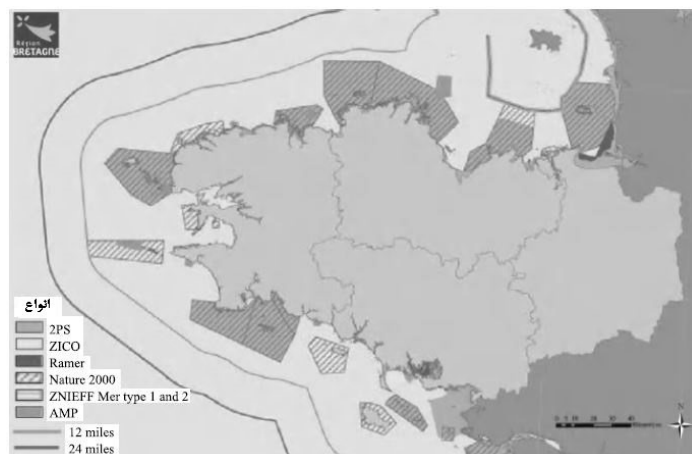 Région
BRETAGNE
انواع
2PS
ZICO
Ramer
Nature 2000
ZNIEFF Mer type 1 and 2
AMP
12 miles
24 miles
N